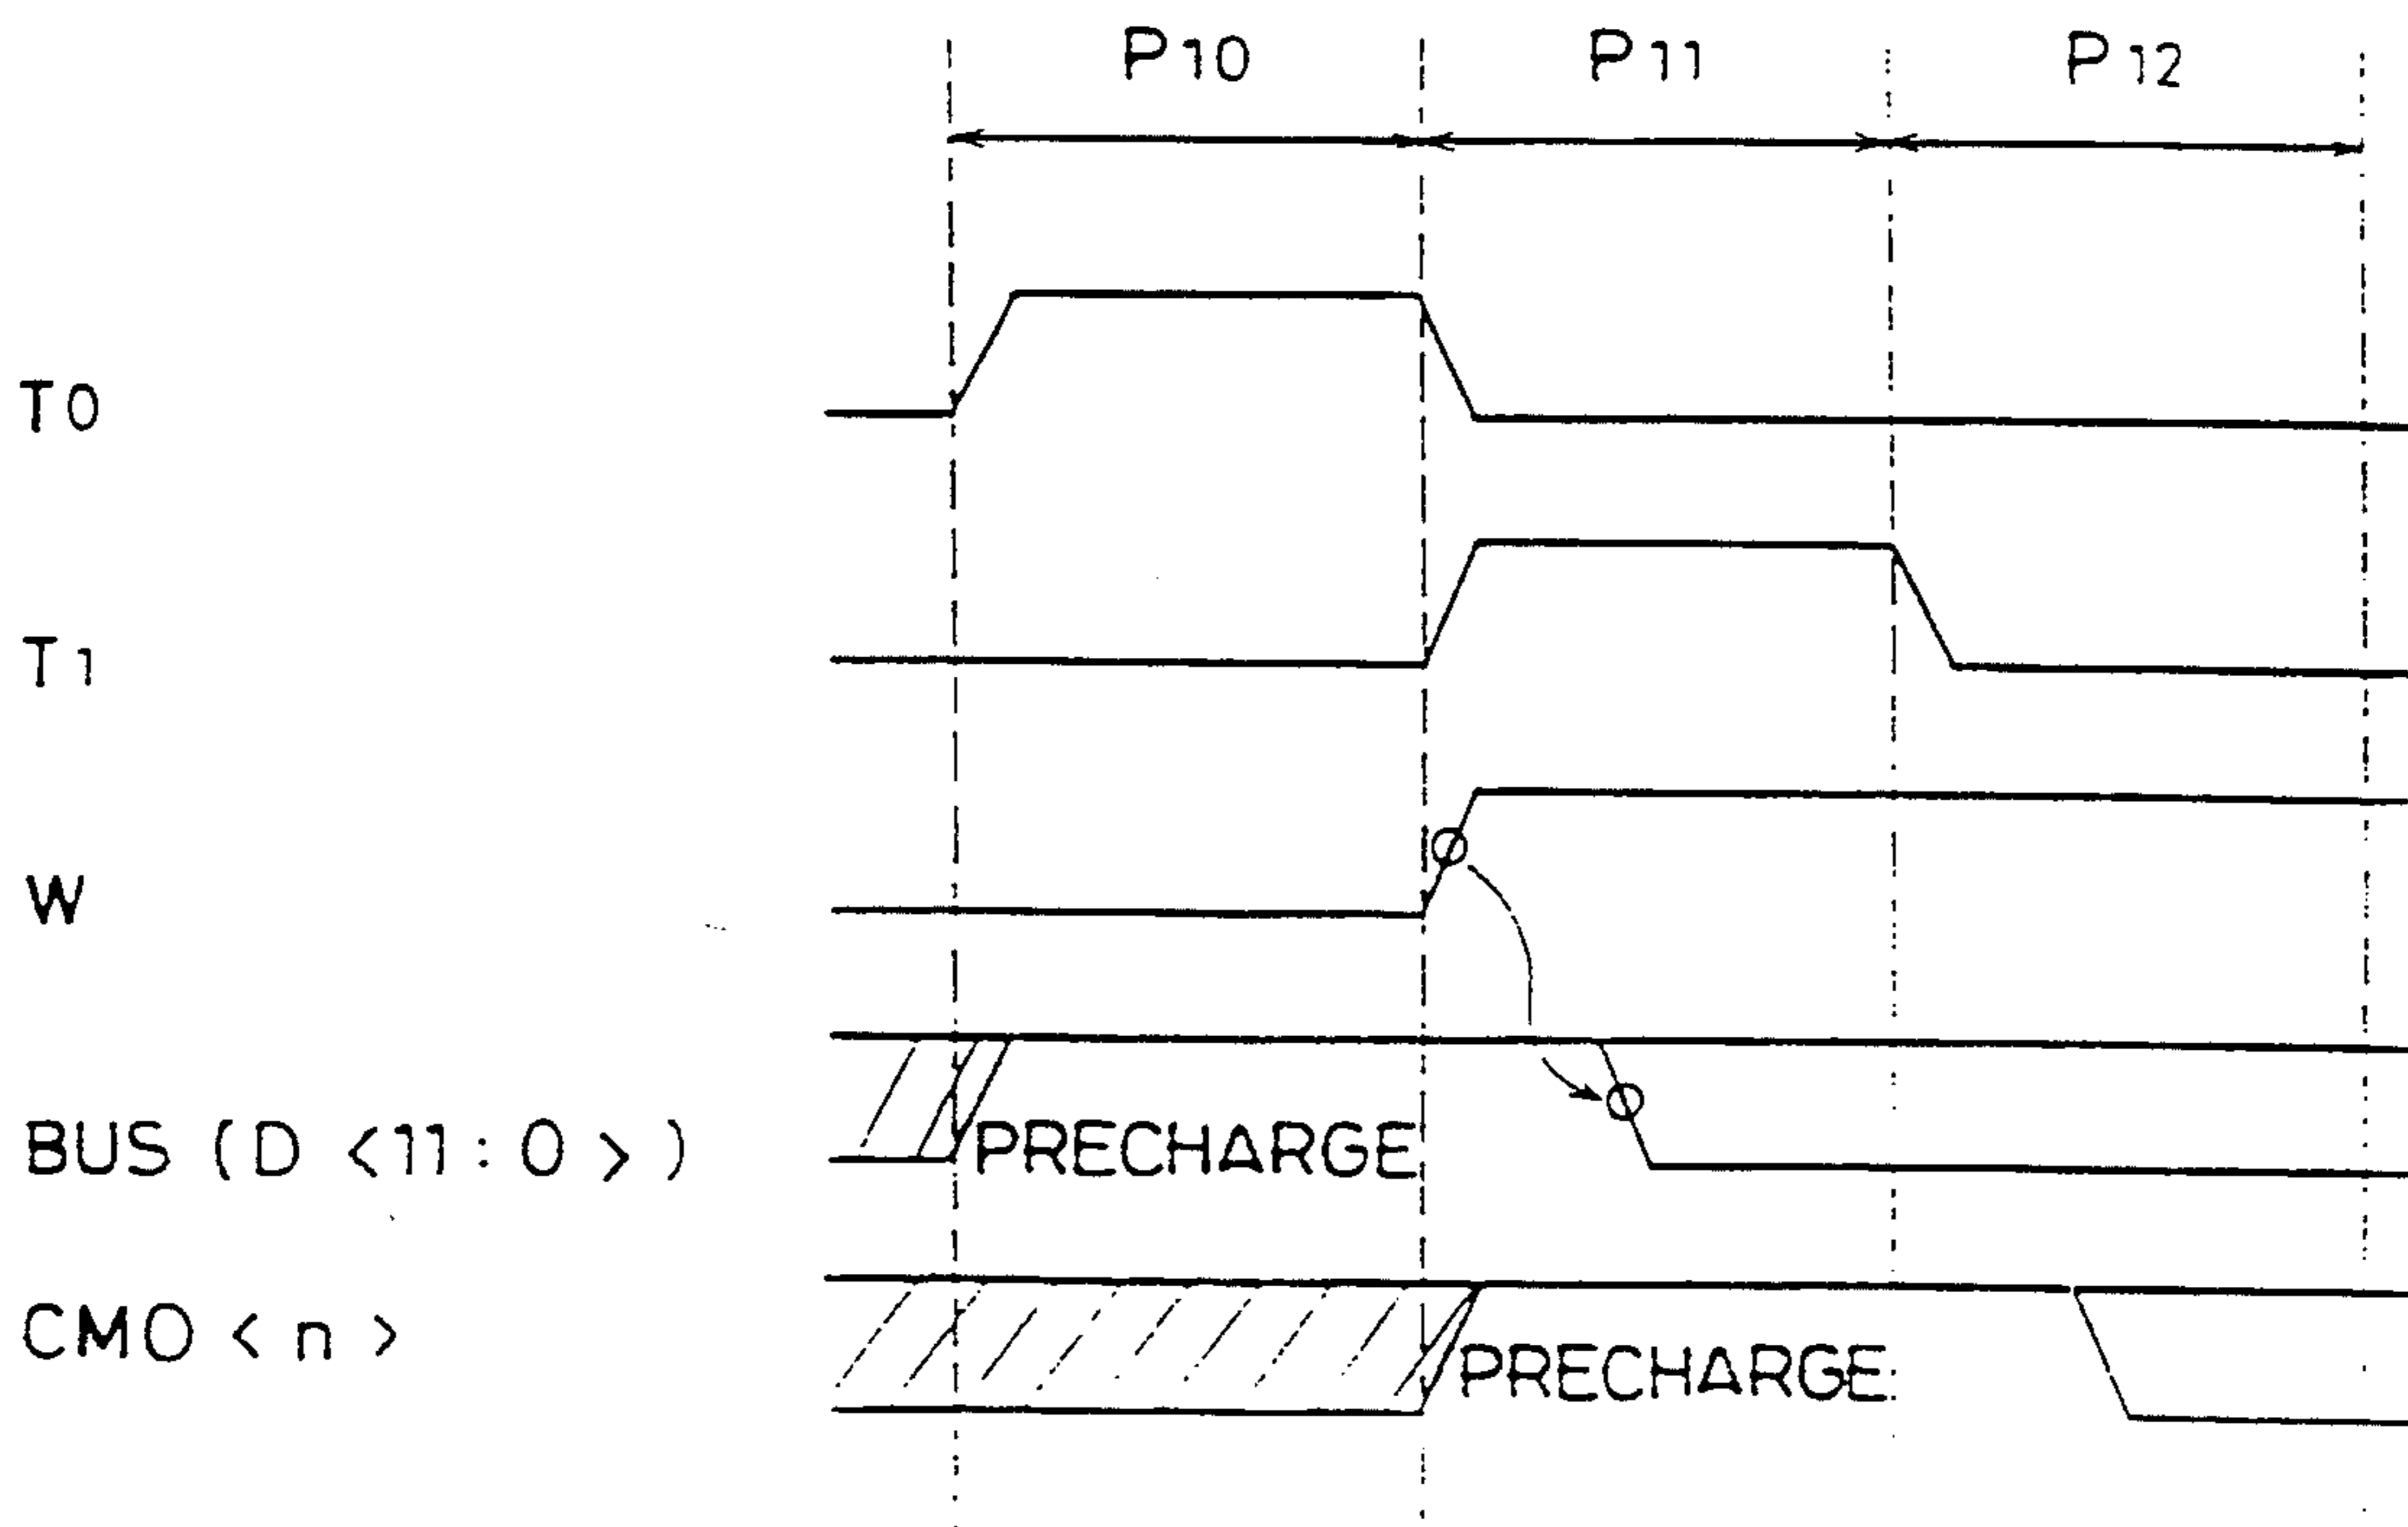 P10 P11 P12
T0
T1
W
BUS (D <11:0>) PRECHARGE
CMO <n> PRECHARGE